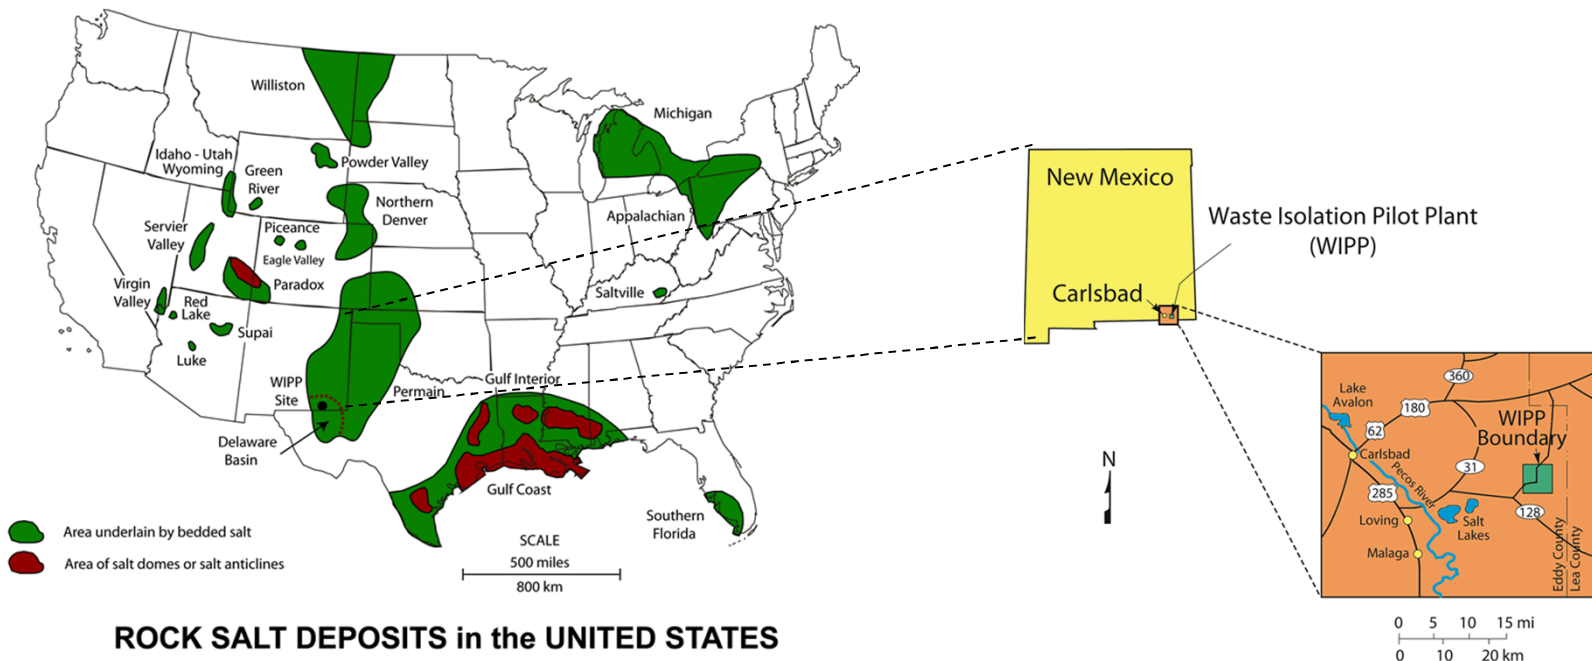 Williston
Michigan
Idaho - Utah
Wyoming
Powder Valley
Green
River
Northern
Denver
Appalachian
Servier
Valley
Piceance
Eagle Valley
Paradox
Virgin
Valley
Red
Lake
Saltville
Supai
Luke
WIPP
Site
Permain
Gulf Interior
Delaware
Basin
Gulf Coast
Southern
Florida
Area underlain by bedded salt
Area of salt domes or salt anticlines
SCALE
500 miles
800 km
ROCK SALT DEPOSITS in the UNITED STATES
New Mexico
Waste Isolation Pilot Plant
(WIPP)
Carlsbad
N
360
Lake
Avalon
180
62
WIPP
Boundary
Carlsbad
31
Pecos River
285
128
Loving
Salt
Lakes
Malaga
Eddy County
Lea County
0 5 10 15 mi
0 10 20 km